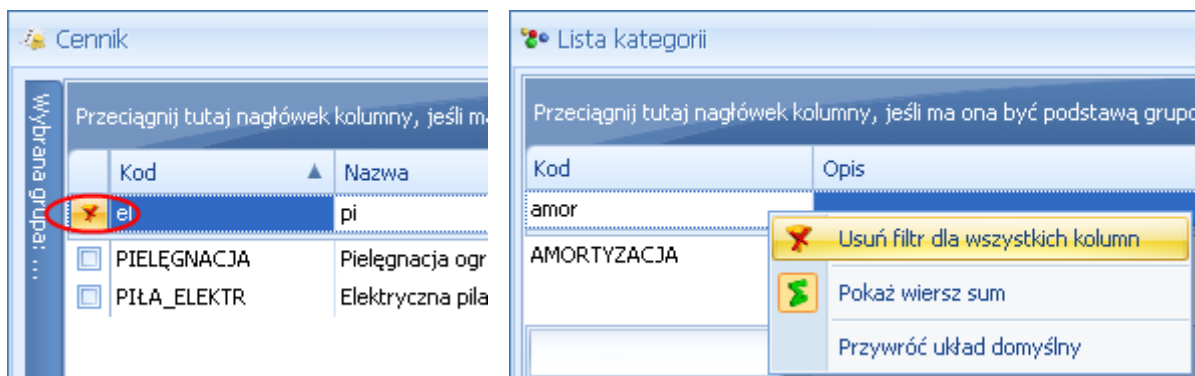 Cennik
Wybrana grupa: ...
Przeciągnij tutaj nagłówek kolumny, jeśli m
Kod Nazwa
el pi
PIELĘGNACJA Pielęgnacja ogr
PIŁA_ELEKTR Elektryczna piła
Lista kategorii
Przeciągnij tutaj nagłówek kolumny, jeśli ma ona być podstawą grupo
Kod Opis
amor
AMORTYZACJA
Usuń filtr dla wszystkich kolumn
Pokaż wiersz sum
Przywróć układ domyślny